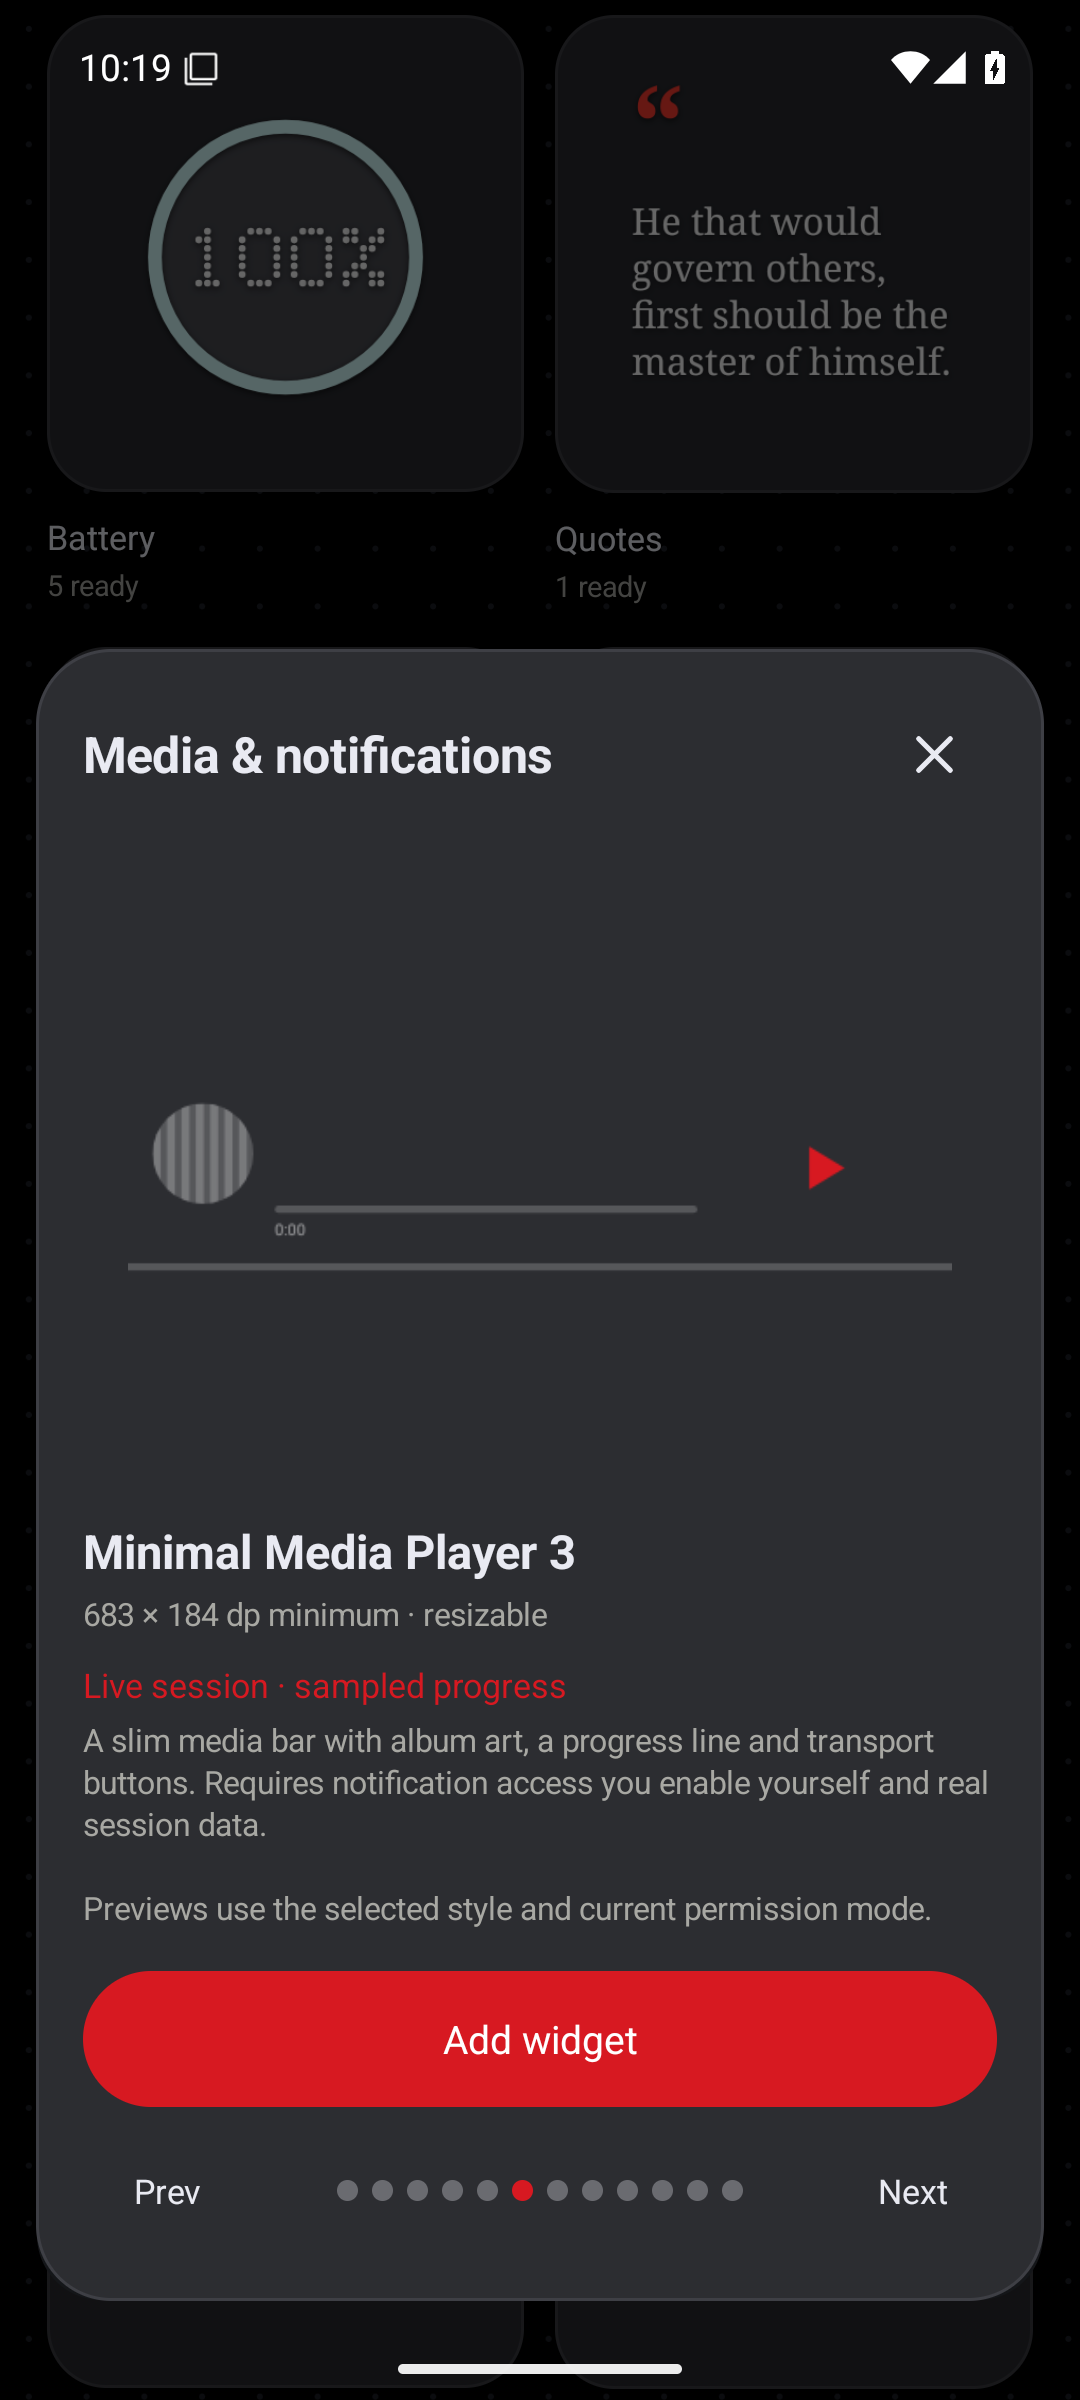 10:19
100%
“
He that would
govern others,
first should be the
master of himself.
Battery
5 ready
Quotes
1 ready
Media & notifications
0:00
Minimal Media Player 3
683 × 184 dp minimum · resizable
Live session · sampled progress
A slim media bar with album art, a progress line and transport
buttons. Requires notification access you enable yourself and real
session data.
Previews use the selected style and current permission mode.
Add widget
Prev
Next